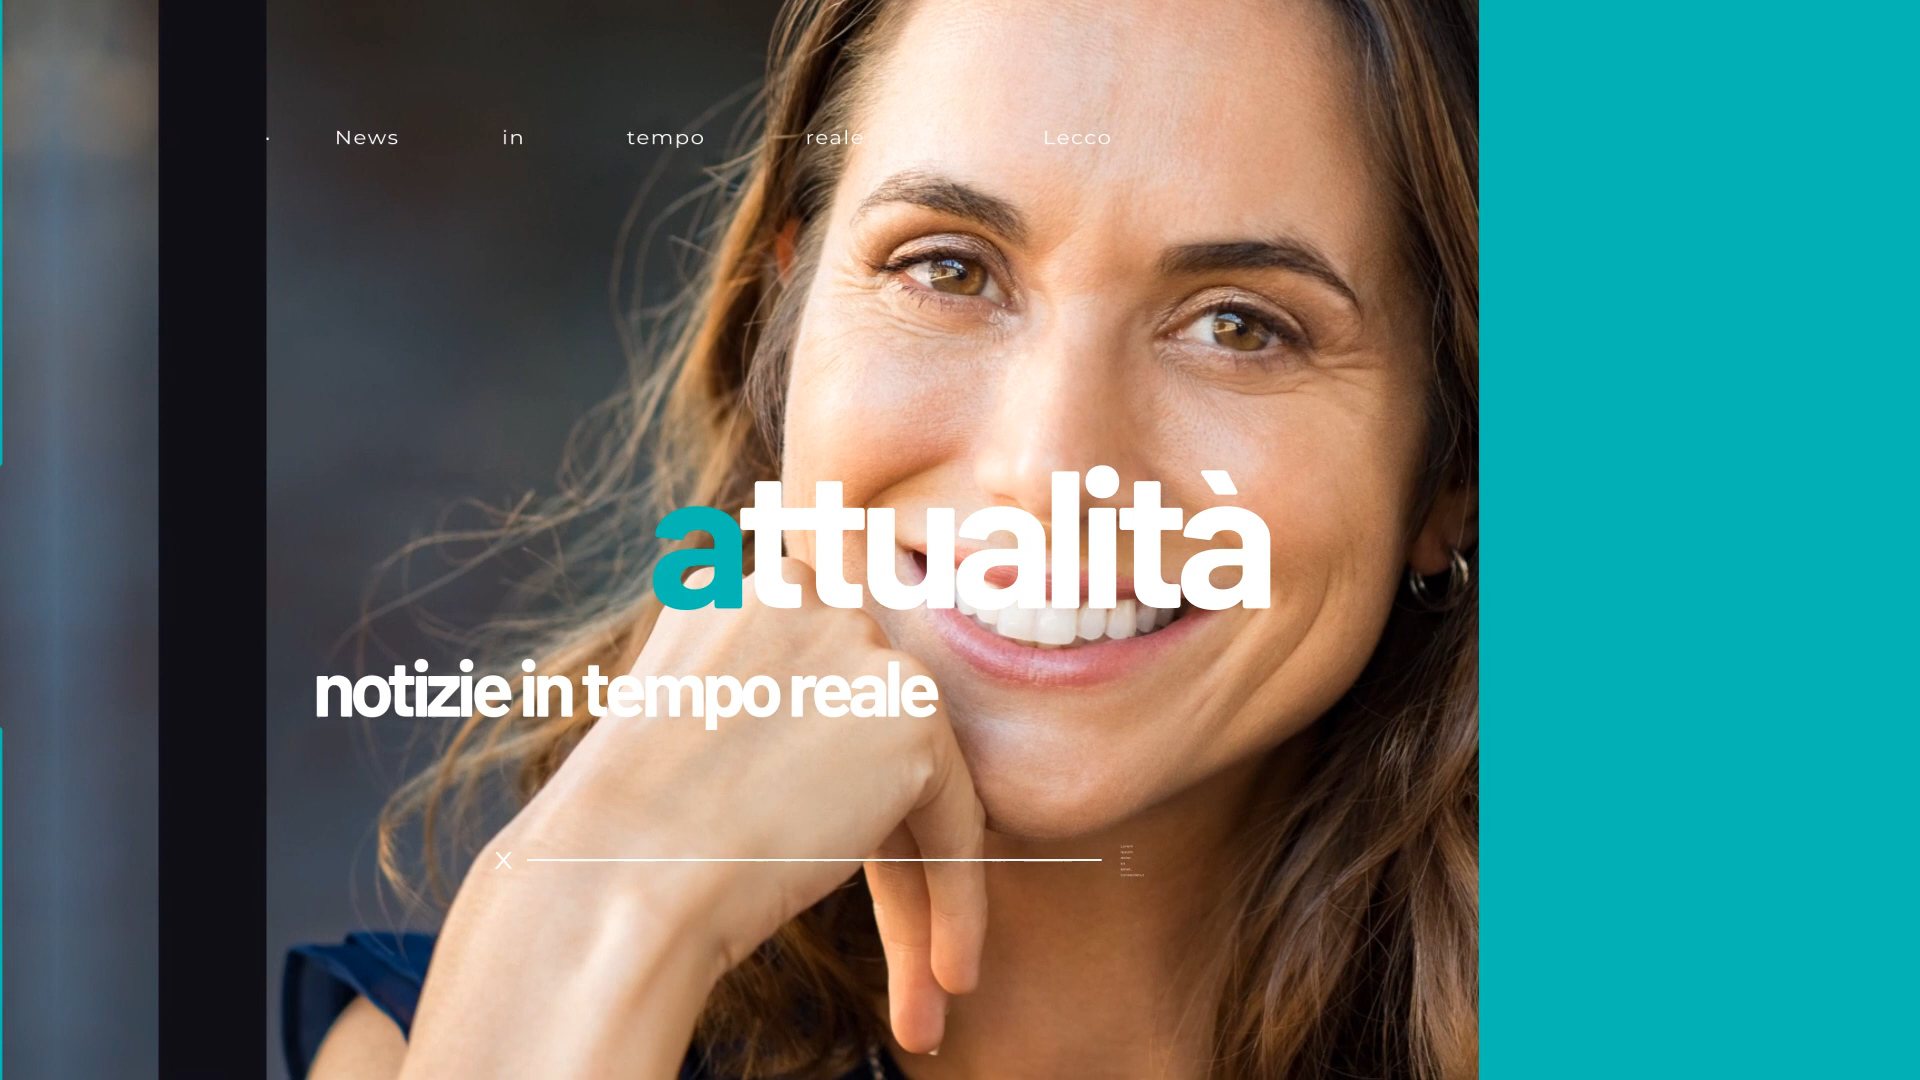 News in tempo reale Lecco
attualità
notizie in tempo reale
X